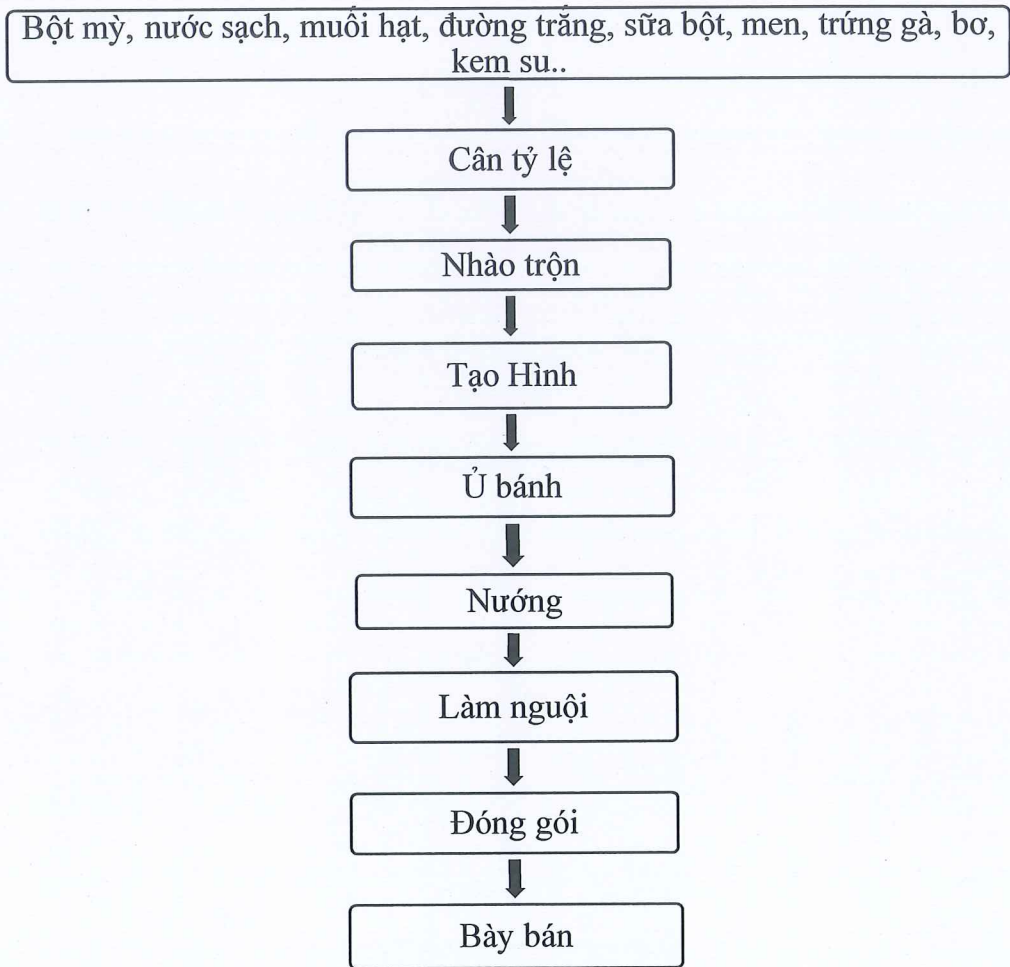 Bột mỳ, nước sạch, muối hạt, đường trắng, sữa bột, men, trứng gà, bơ,
kem su..
Cân tỷ lệ
Nhào trộn
Tạo Hình
Ủ bánh
Nướng
Làm nguội
Đóng gói
Bày bán